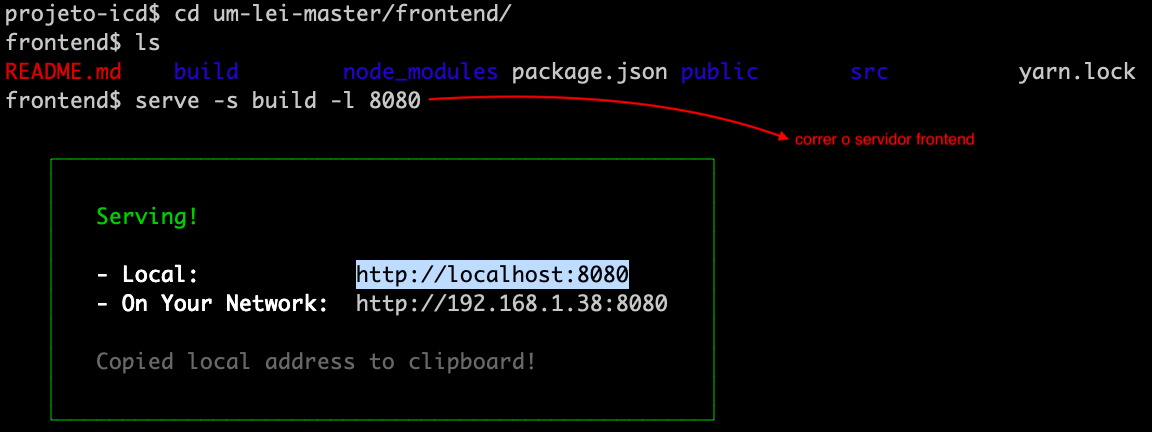 projeto-icd$ cd um-lei-master/frontend/
frontend$ ls
README.md build node_modules package.json public src yarn.lock
frontend$ serve -s build -l 8080
correr o servidor frontend
Serving!
- Local: http://localhost:8080
- On Your Network: http://192.168.1.38:8080
Copied local address to clipboard!